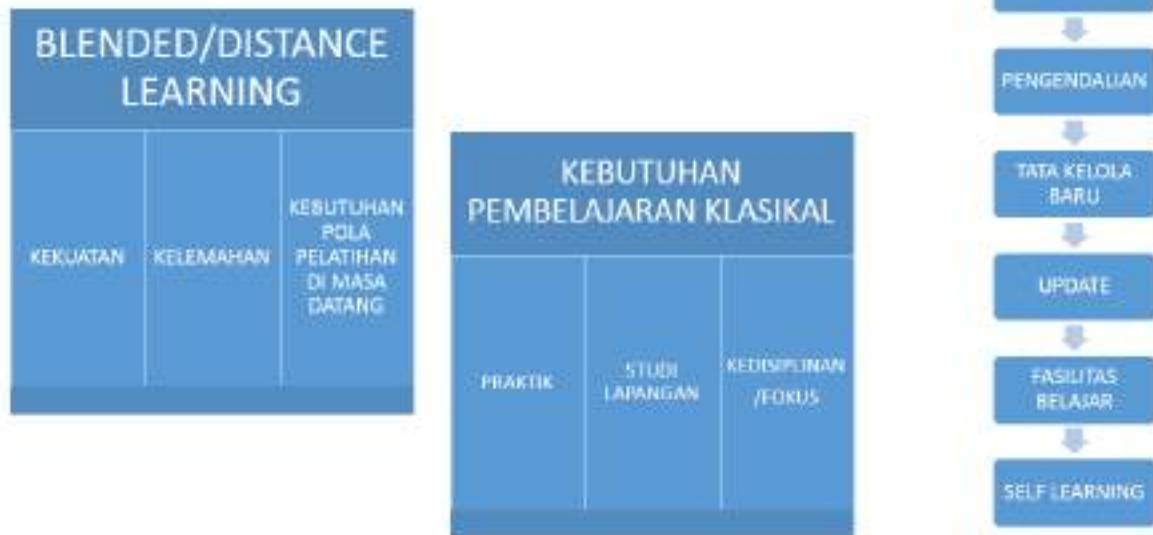 BLENDED/DISTANCE
LEARNING
KEKUATAN
KELEMAHAN
KEBUTUHAN
POLA
PELATIHAN
DI MASA
DATANG
KEBUTUHAN
PEMBELAJARAN KLASIKAL
PRAKTIK
STUDI
LAPANGAN
KEDISIPLINAN
/FOKUS
PENGENDALIAN
TATA KELOLA
BARU
UPDATE
FASILITAS
BELAJAR
SELF LEARNING